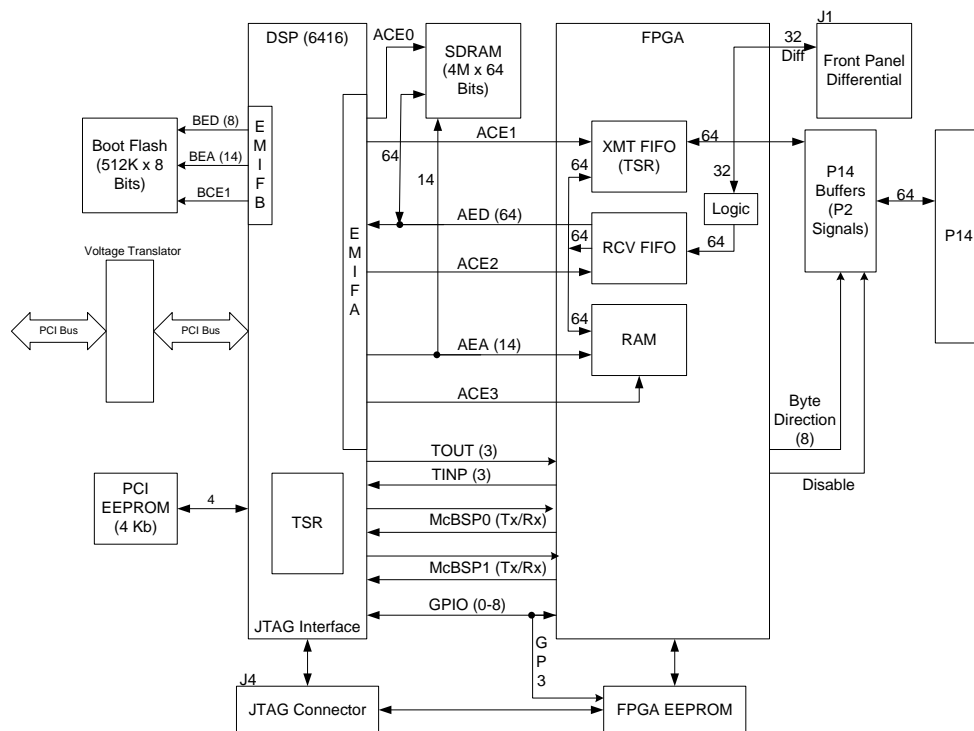 DSP (6416)
ACE0
SDRAM
(4M x 64
Bits)
FPGA
32
Diff
J1
Front Panel
Differential
Boot Flash
(512K x 8
Bits)
BED (8)
BEA (14)
BCE1
E
M
I
F
B
E
M
I
F
A
64
14
ACE1
XMT FIFO
(TSR)
64
64
32
Logic
P14
Buffers
(P2
Signals)
64
P14
AED (64)
64
RCV FIFO
64
ACE2
Voltage Translator
PCI Bus
PCI Bus
64
RAM
AEA (14)
ACE3
Byte
Direction
(8)
Disable
TOUT (3)
TINP (3)
PCI
EEPROM
(4 Kb)
4
TSR
McBSP0 (Tx/Rx)
McBSP1 (Tx/Rx)
GPIO (0-8)
JTAG Interface
G
P
3
J4
JTAG Connector
FPGA EEPROM